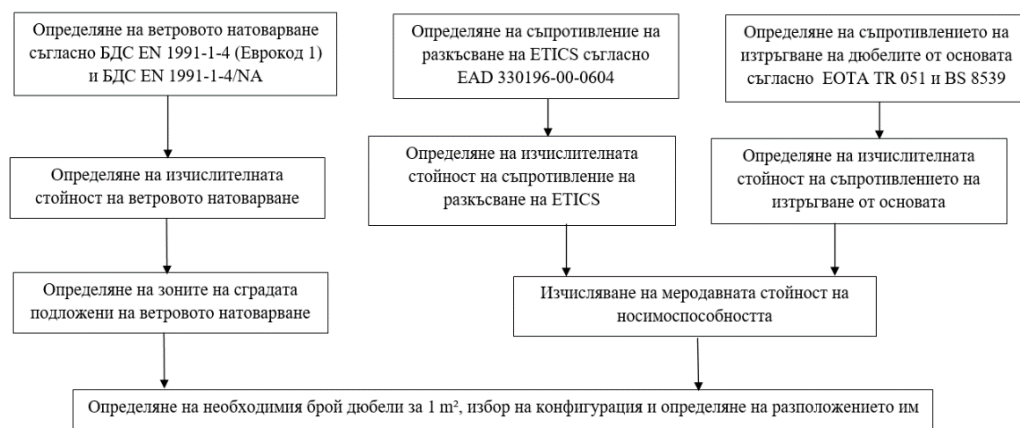 Определяне на ветровото натоварване
съгласно БДС EN 1991-1-4 (Еврокод 1)
и БДС EN 1991-1-4/NA
Определяне на съпротивление на
разкъсване на ETICS съгласно
EAD 330196-00-0604
Определяне на съпротивлението на
изтръгване на дюбелите от основата
съгласно EOTA TR 051 и BS 8539
Определяне на изчислителната
стойност на ветровото натоварване
Определяне на изчислителната
стойност на съпротивление на
разкъсване на ETICS
Определяне на изчислителната
стойност на съпротивлението на
изтръгване от основата
Определяне на зоните на сградата
подложени на ветровото натоварване
Изчисляване на меродавната стойност на
носимоспособността
Определяне на необходимия брой дюбели за 1 m², избор на конфигурация и определяне на разположението им